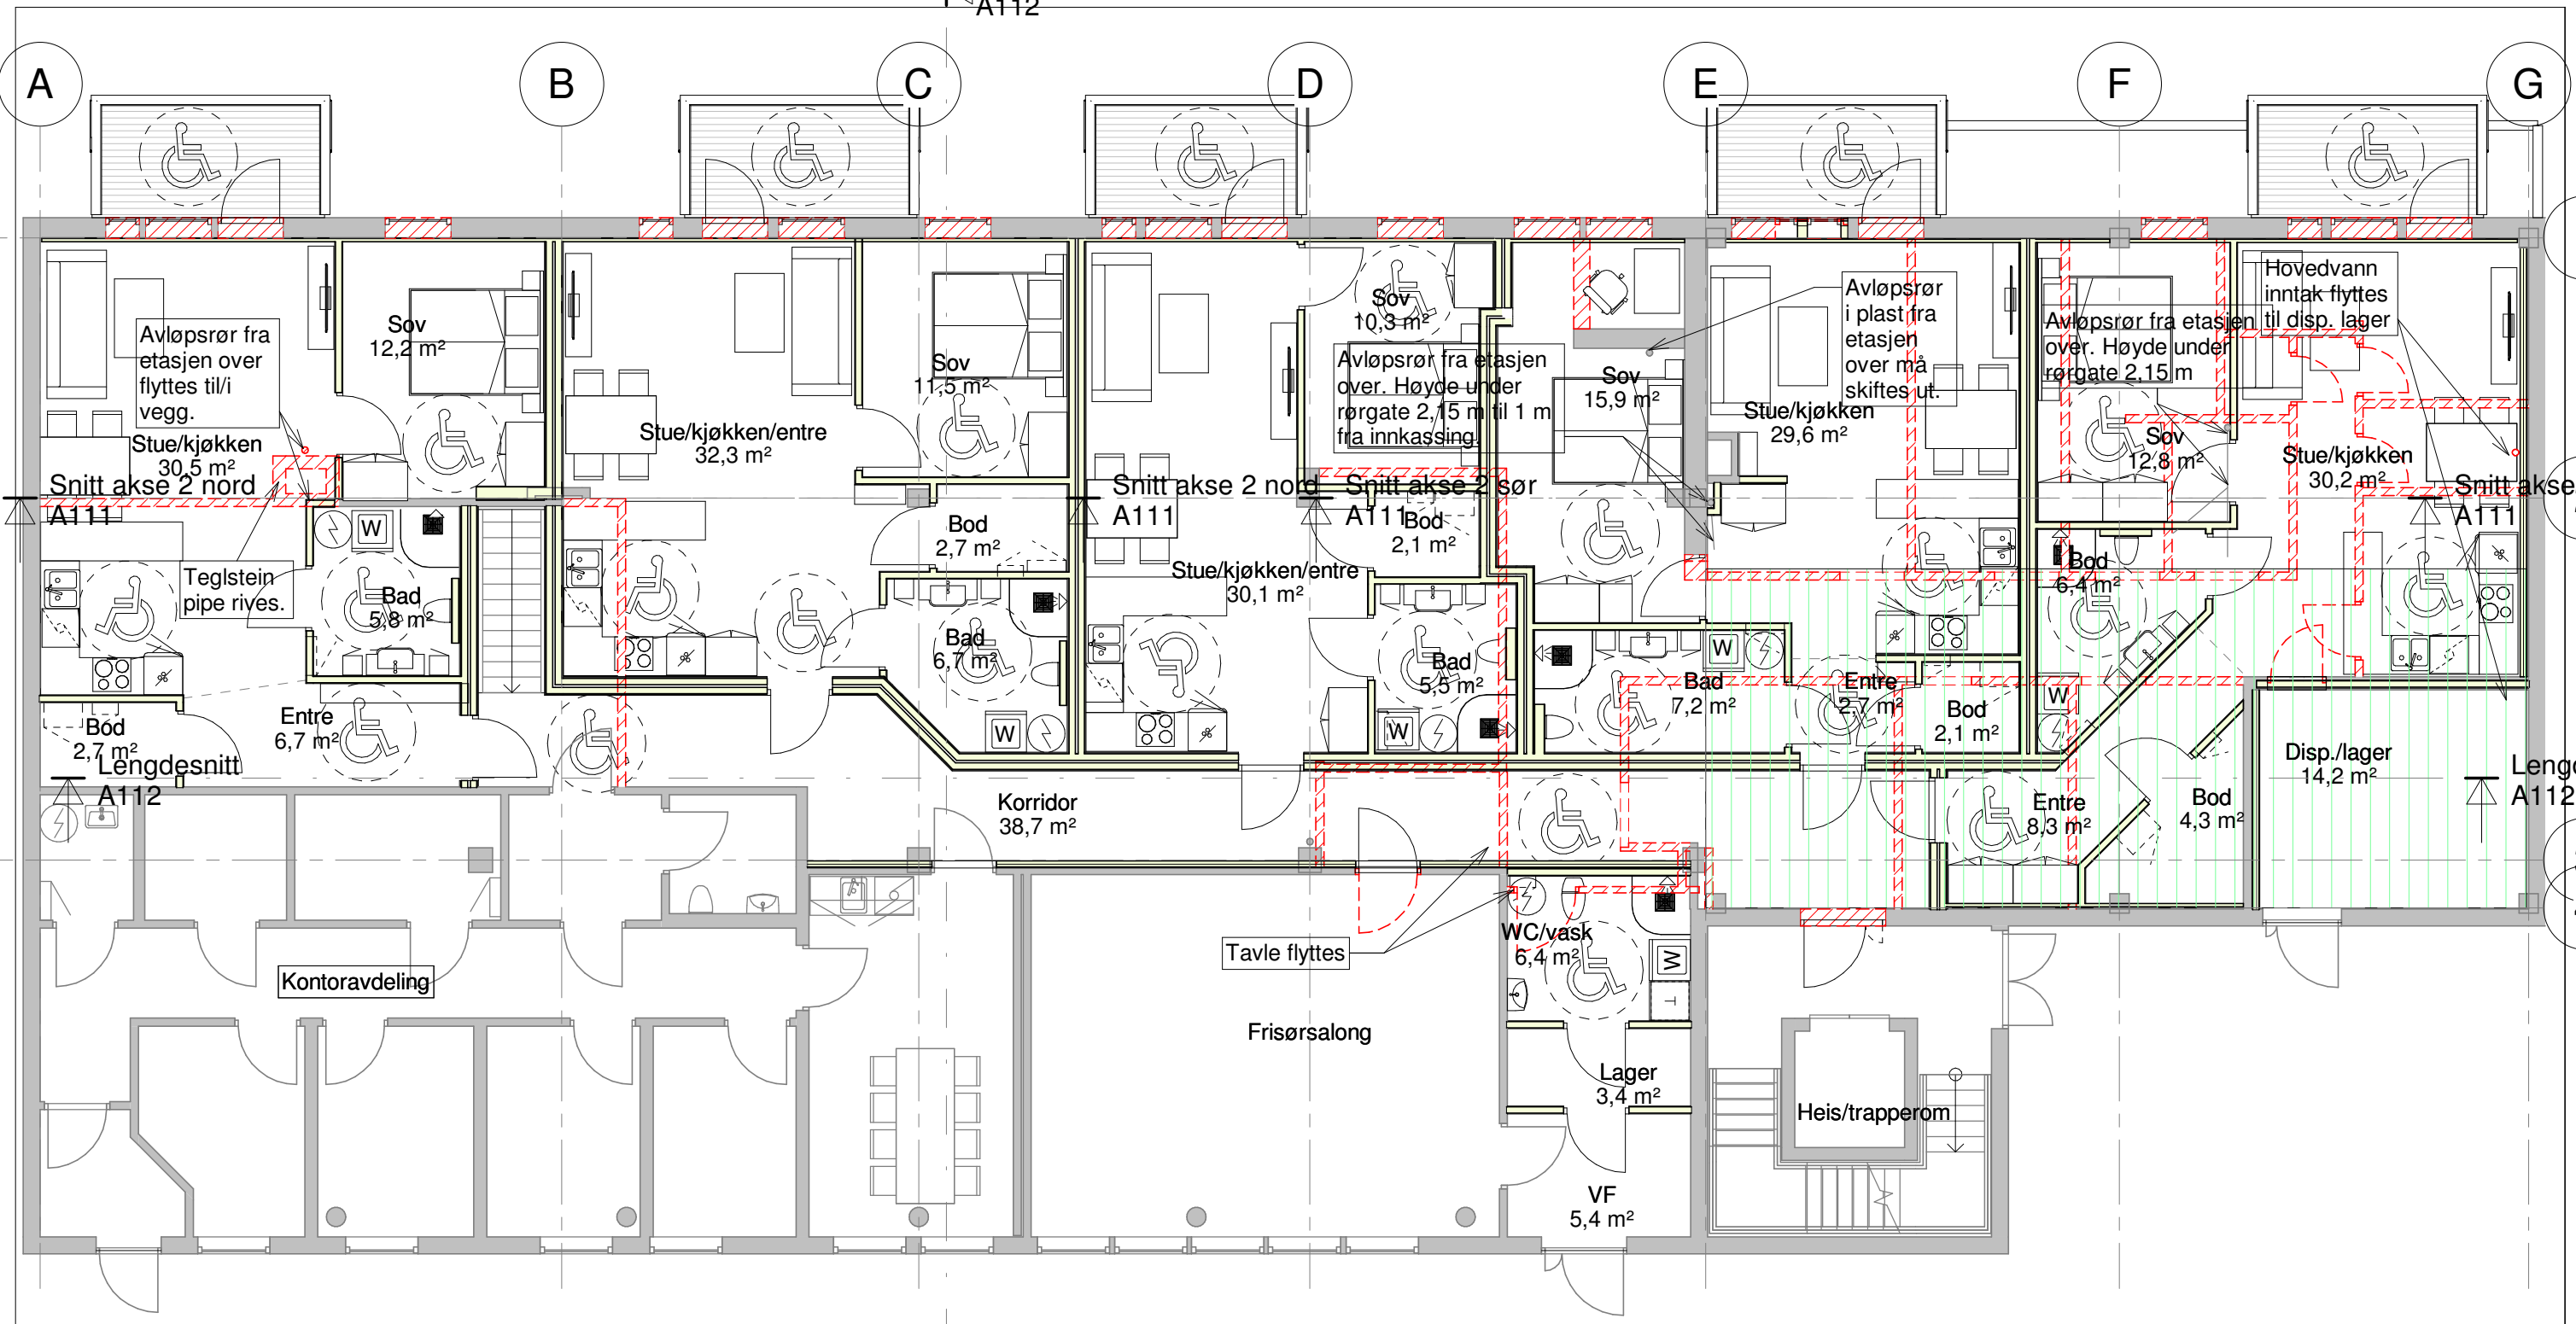 A112
A
B
C
D
E
F
G
Avløpsrør fra
etasjen over
flyttes til/i
vegg.
Sov
12,2 m²
Stue/kjøkken
30,5 m²
Snitt akse 2 nord
A111
Teglstein
pipe rives.
W
Bad
5,8 m²
Bod
2,7 m²
Entre
6,7 m²
Lengdesnitt
A112
Stue/kjøkken/entre
32,3 m²
Sov
11,5 m²
Bod
2,7 m²
Bad
6,7 m²
W
Snitt akse 2 nord
A111
Stue/kjøkken/entre
30,1 m²
Sov
10,3 m²
Avløpsrør fra etasjen
over. Høyde under
rørgate 2,15 m til 1 m
fra innkassing.
Snitt akse 2 sør
A111
Bod
2,1 m²
Bad
5,5 m²
W
Sov
15,9 m²
Bad
7,2 m²
W
Avløpsrør
i plast fra
etasjen
over må
skiftes ut.
Stue/kjøkken
29,6 m²
Entre
2,7 m²
Bod
2,1 m²
Avløpsrør fra etasjen
over. Høyde under
rørgate 2,15 m
Sov
12,8 m²
Bod
6,4 m²
W
Hovedvann
inntak flyttes
til disp. lager
Stue/kjøkken
30,2 m²
Snitt akse
A111
Entre
8,3 m²
Bod
4,3 m²
Disp./lager
14,2 m²
A112
Korridor
38,7 m²
Kontoravdeling
Tavle flyttes
Frisørsalong
WC/vask
6,4 m²
W
T
Lager
3,4 m²
VF
5,4 m²
Heis/trapperom